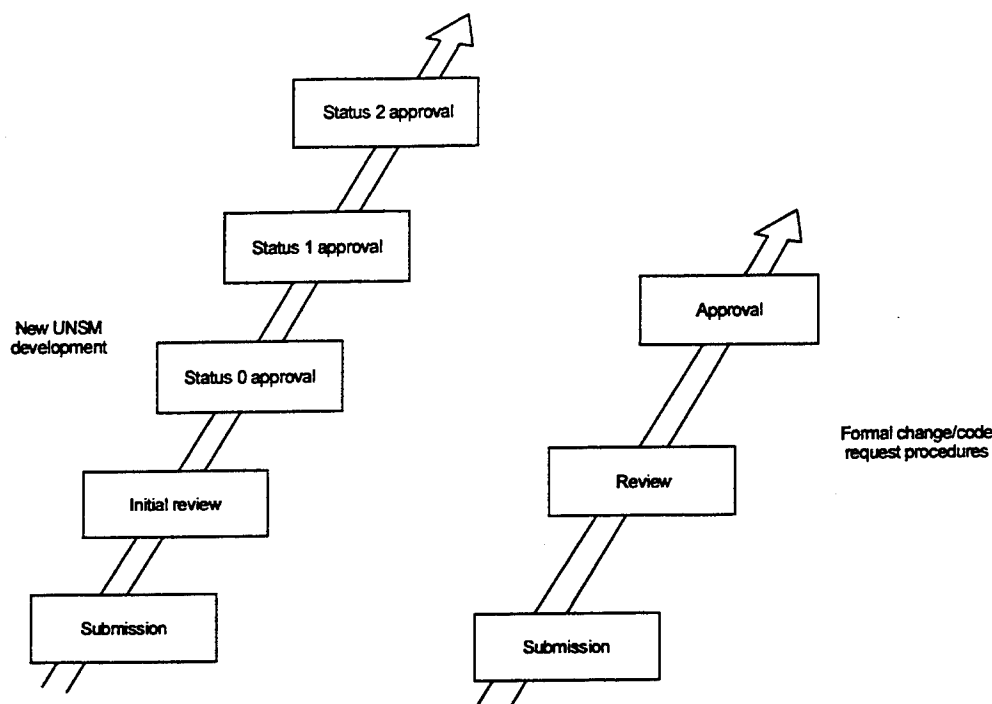 Status 2 approval
Status 1 approval
New UNSM
development
Status 0 approval
Initial review
Submission
Approval
Formal change/code
request procedures
Review
Submission